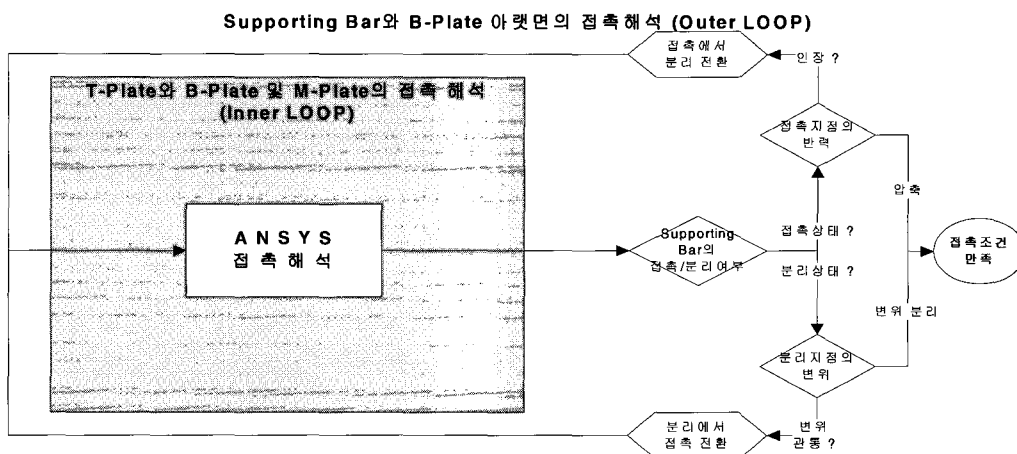 Supporting Bar와 B-Plate 아랫면의 접촉해석 (Outer LOOP)
접촉에서
분리 전환
인장 ?
T-Plate와 B-Plate 및 M-Plate의 접촉 해석
(Inner LOOP)
접촉지점의
반력
압축
ANSYS
접촉해석
Supporting
Bar의
접촉/분리여부
접촉상태 ?
분리상태 ?
접촉조건
만족
변위 분리
분리지점의
변위
분리에서
접촉 전환
변위
관통 ?